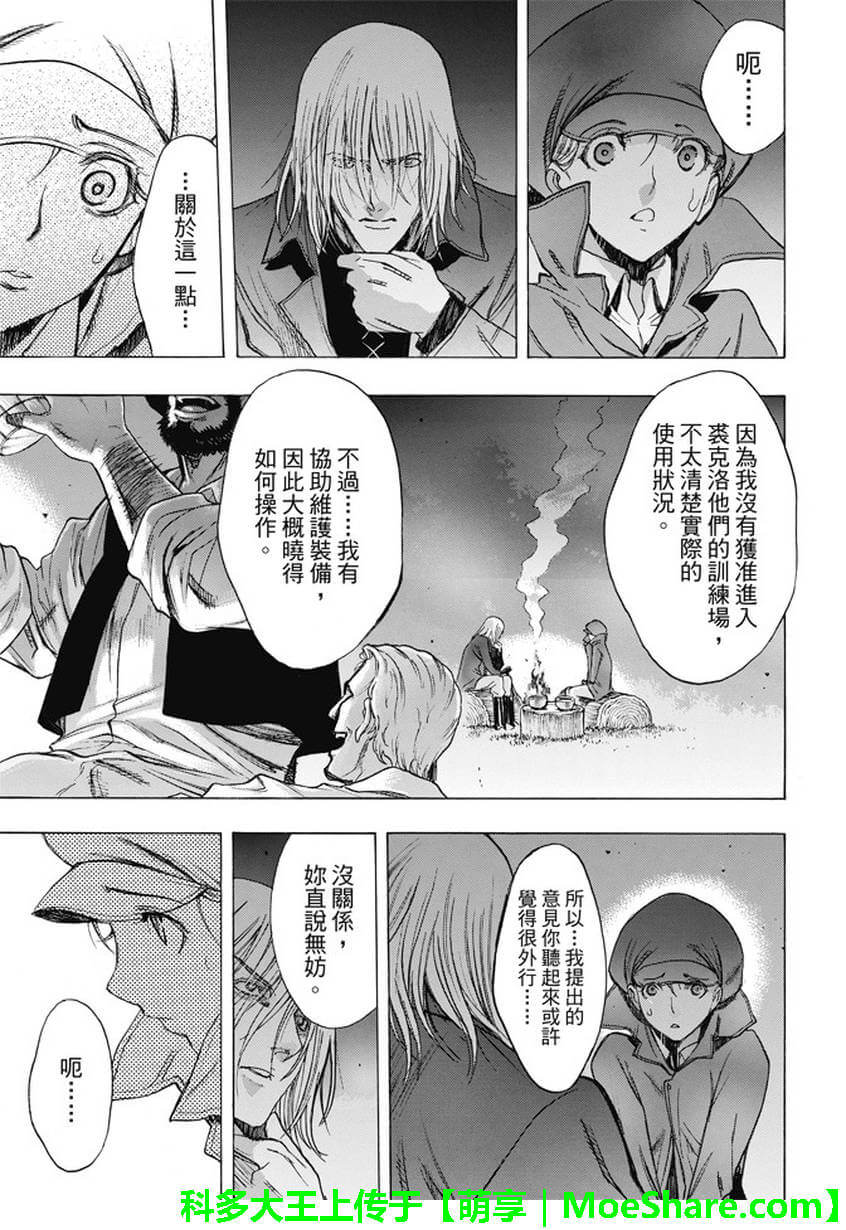 呃……
…關於這一點…
因為我沒有獲准進入
裘克洛他們的訓練場，
不太清楚實際的
使用狀況。
不過……我有
協助維護裝備，
因此大概曉得
如何操作。
所以…我提出的
意見你聽起來或許
覺得很外行……
沒關係，
妳直說無妨。
呃……
科多大王上传于【萌享｜MoeShare.com】